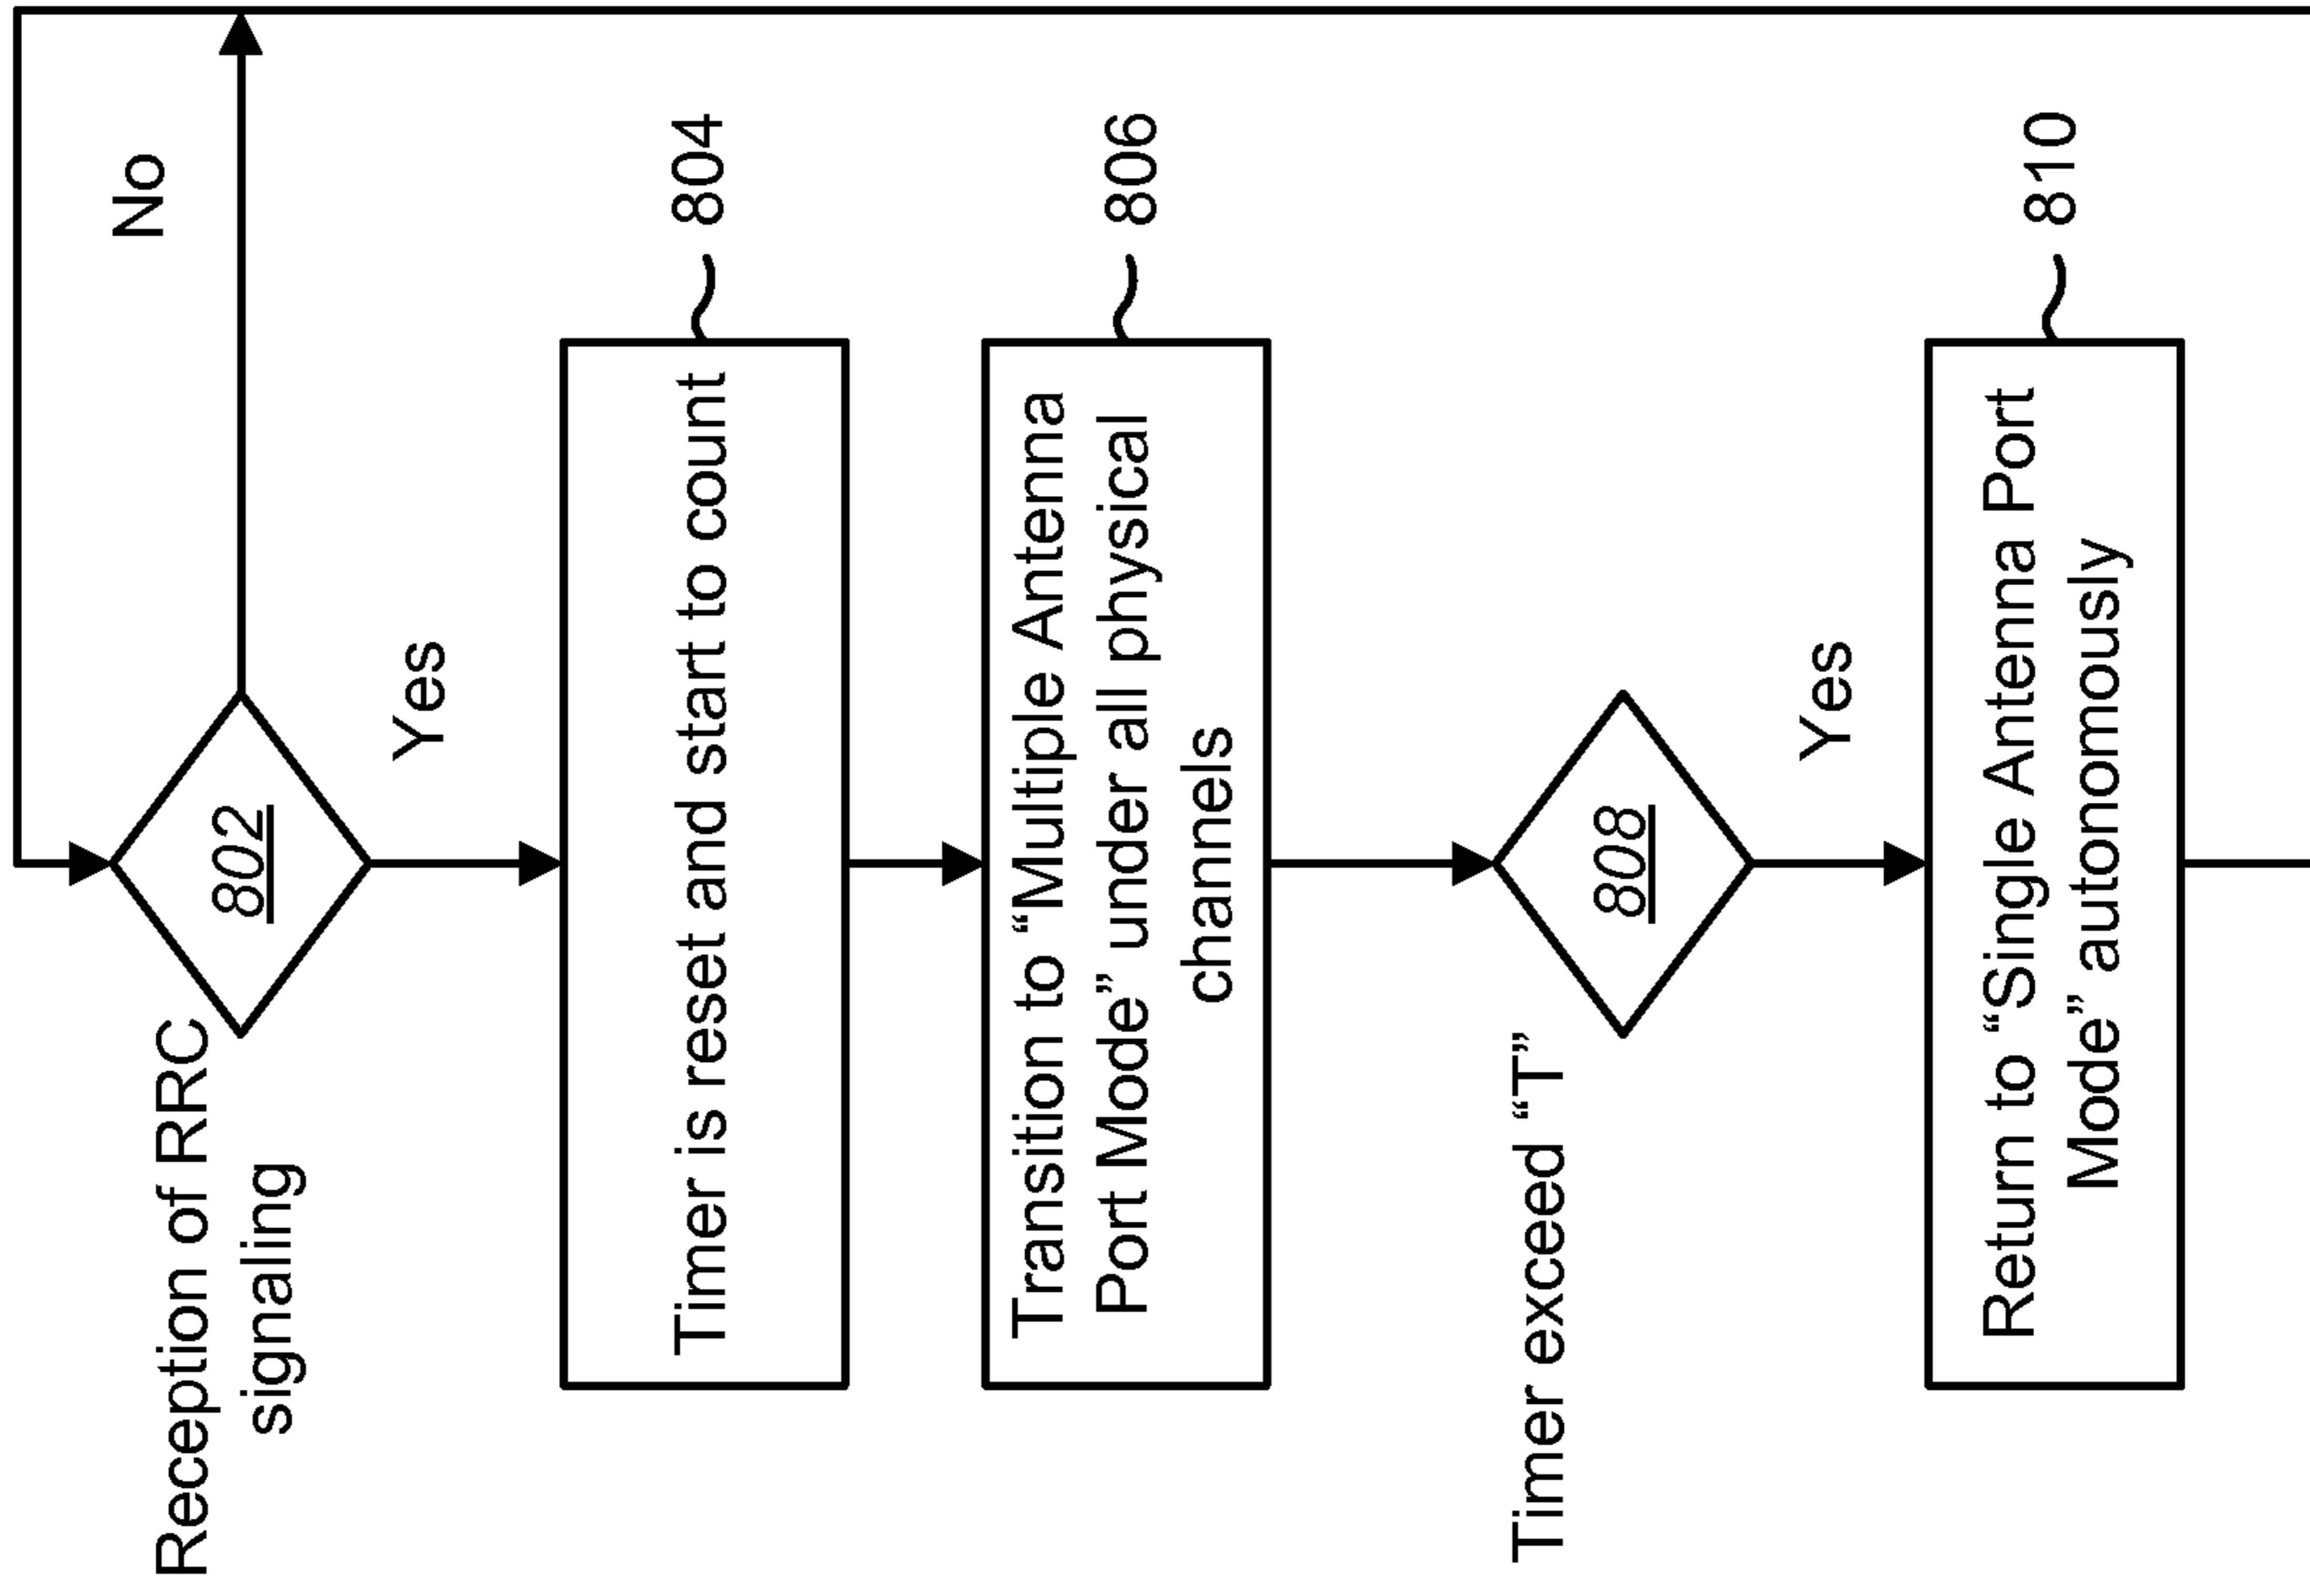 Reception of RRC
signaling
802
No
Yes
Timer is reset and start to count
804
Transition to “Multiple Antenna
Port Mode” under all physical
channels
806
Timer exceed “T”
808
Yes
Return to “Single Antenna Port
Mode” autonomously
810